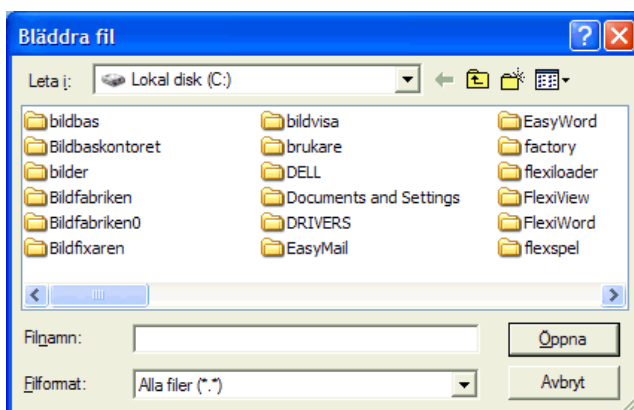 Bläddra fil
Leta i: Lokal disk (C:)
bildbas bildvisa EasyWord
Bildbaskontoret brukare factory
bilder DELL flexiloader
Bildfabriken Documents and Settings FlexiView
Bildfabriken0 DRIVERS FlexiWord
Bildfixaren EasyMail flexspel
Filnamn: Öppna
Filformat: Alla filer (*.*) Avbryt